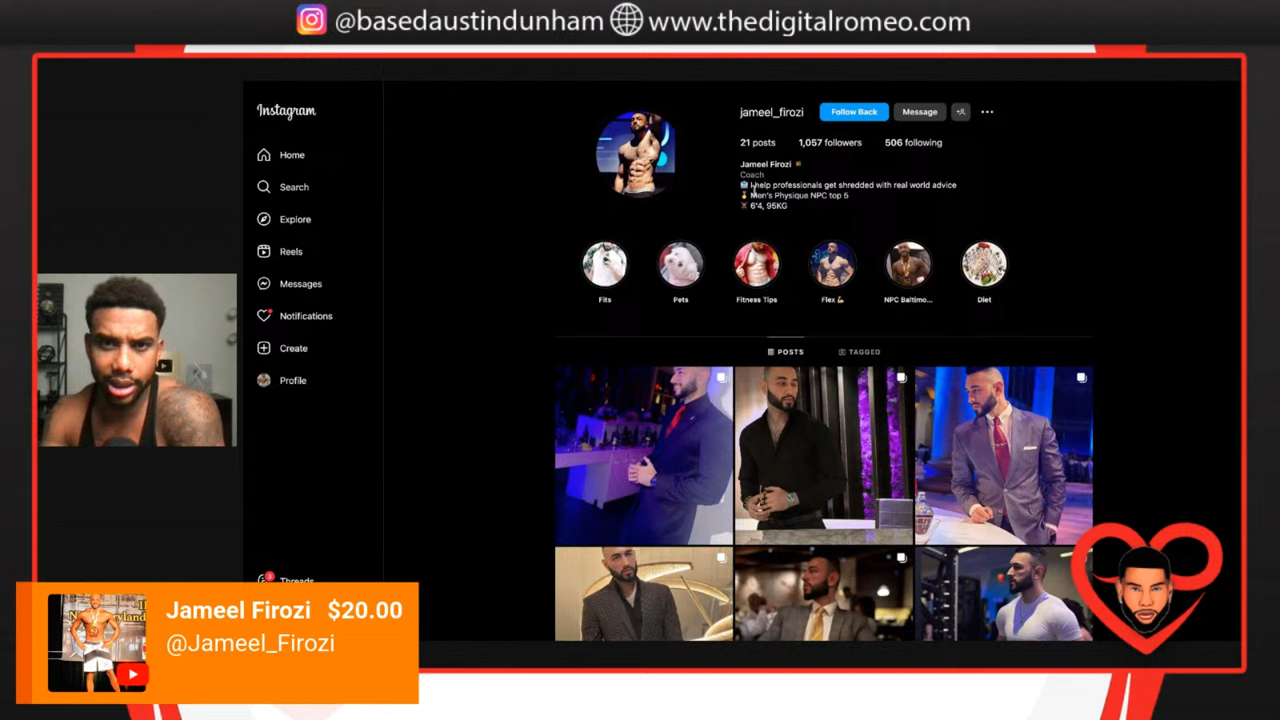 @basedaustindunham www.thedigitalromeo.com
Instagram
Home
Search
Explore
Reels
Messages
Notifications
Create
Profile
Threads
3
jameel_firozi Follow Back Message
21 posts 1,057 followers 506 following
Jameel Firozi
Coach
I help professionals get shredded with real world advice
Men's Physique NPC top 5
6'4, 95KG
Fits Pets Fitness Tips Flex NPC Baltimo... Diet
POSTS TAGGED
Jameel Firozi $20.00
@Jameel_Firozi